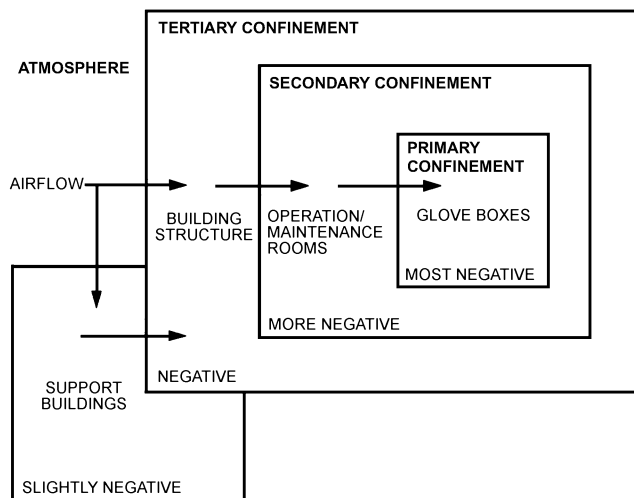 TERTIARY CONFINEMENT
ATMOSPHERE
SECONDARY CONFINEMENT
PRIMARY
CONFINEMENT
AIRFLOW
BUILDING
STRUCTURE
OPERATION/
MAINTENANCE
ROOMS
GLOVE BOXES
MOST NEGATIVE
MORE NEGATIVE
NEGATIVE
SUPPORT
BUILDINGS
SLIGHTLY NEGATIVE